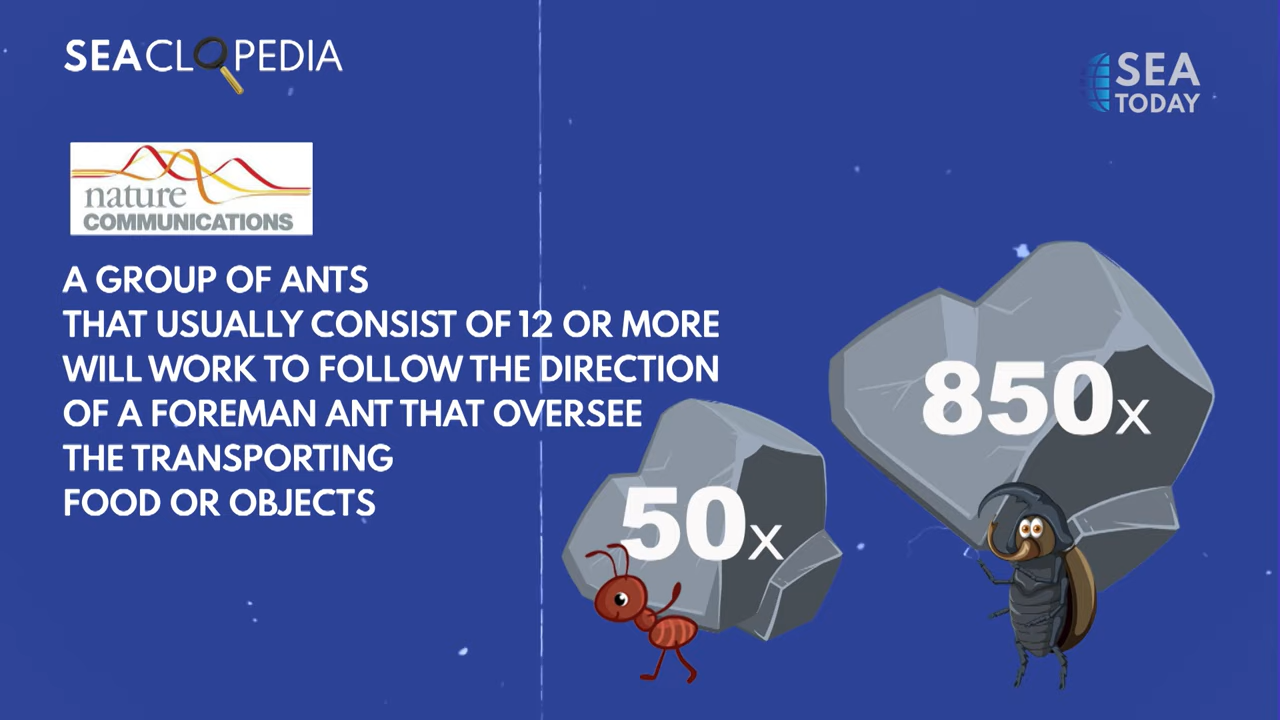 SEACLOPEDIA
SEA
TODAY
nature
COMMUNICATIONS
A GROUP OF ANTS
THAT USUALLY CONSIST OF 12 OR MORE
WILL WORK TO FOLLOW THE DIRECTION
OF A FOREMAN ANT THAT OVERSEE
THE TRANSPORTING
FOOD OR OBJECTS
850x
50x